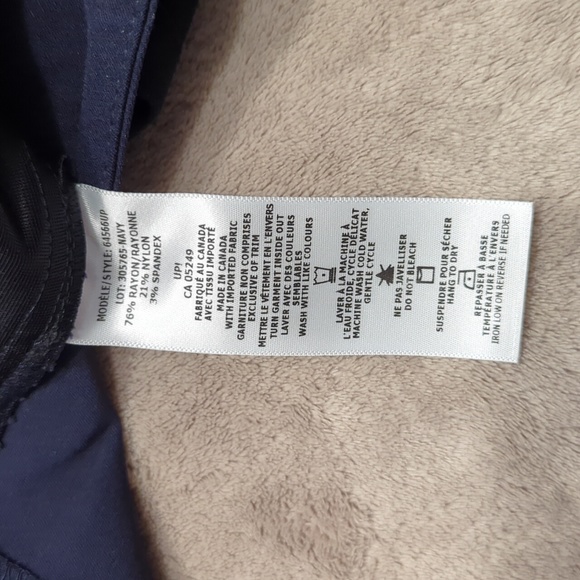 MODÈLE/STYLE: 64566UP
LOT: 305765-NAVY
76% RAYON/RAYONNE
21% NYLON
3% SPANDEX
UP!
CA 05249
FABRIQUÉ AU CANADA
AVEC TISSU IMPORTÉ
MADE IN CANADA
WITH IMPORTED FABRIC
GARNITURE NON COMPRISES
EXCLUSIVE OF TRIM
METTRE LE VÊTEMENT EN L'ENVERS
TURN GARMENT INSIDE OUT
LAVER AVEC DES COULEURS
SEMBLABLES
WASH WITH LIKE COLOURS
LAVER À LA MACHINE À
L'EAU FROIDE, CYCLE DÉLICAT
MACHINE WASH COLD WATER,
GENTLE CYCLE
NE PAS JAVELLISER
DO NOT BLEACH
SUSPENDRE POUR SÉCHER
HANG TO DRY
REPASSER À BASSE
TEMPÉRATURE À L'ENVERS
IRON LOW ON REVERSE IF NEEDED